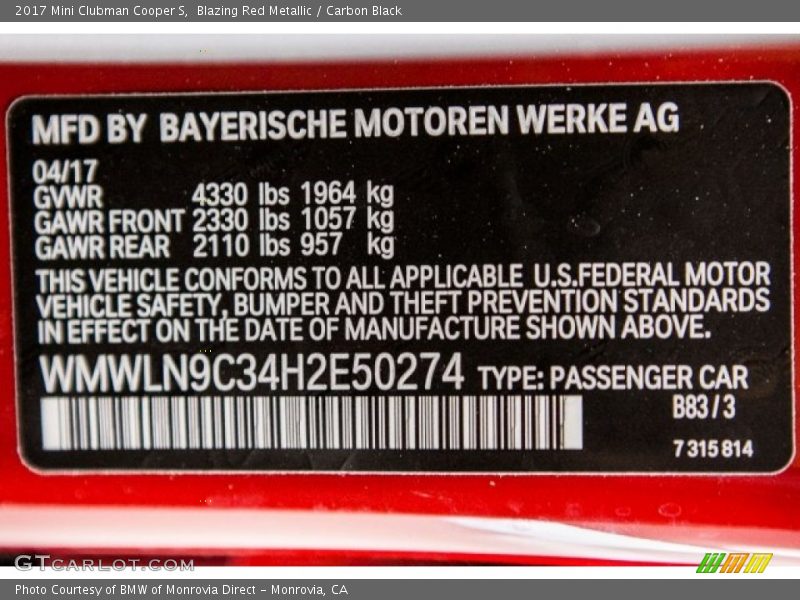 2017 Mini Clubman Cooper S,  Blazing Red Metallic / Carbon Black
MFD BY BAYERISCHE MOTOREN WERKE AG
04/17
GVWR 4330 lbs 1964 kg
GAWR FRONT 2330 lbs 1057 kg
GAWR REAR 2110 lbs 957 kg
THIS VEHICLE CONFORMS TO ALL APPLICABLE U.S.FEDERAL MOTOR
VEHICLE SAFETY, BUMPER AND THEFT PREVENTION STANDARDS
IN EFFECT ON THE DATE OF MANUFACTURE SHOWN ABOVE.
WMWLN9C34H2E50274 TYPE: PASSENGER CAR
B83/3
7 315 814
GTCARLOT.COM
Photo Courtesy of BMW of Monrovia Direct - Monrovia, CA